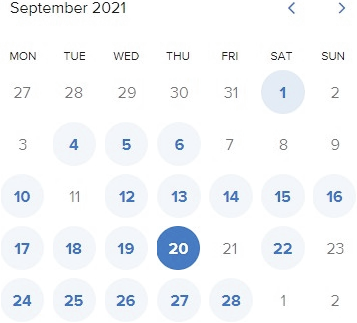 September 2021
MON TUE WED THU FRI SAT SUN
27 28 29 30 31 1 2
3 4 5 6 7 8 9
10 11 12 13 14 15 16
17 18 19 20 21 22 23
24 25 26 27 28 1 2